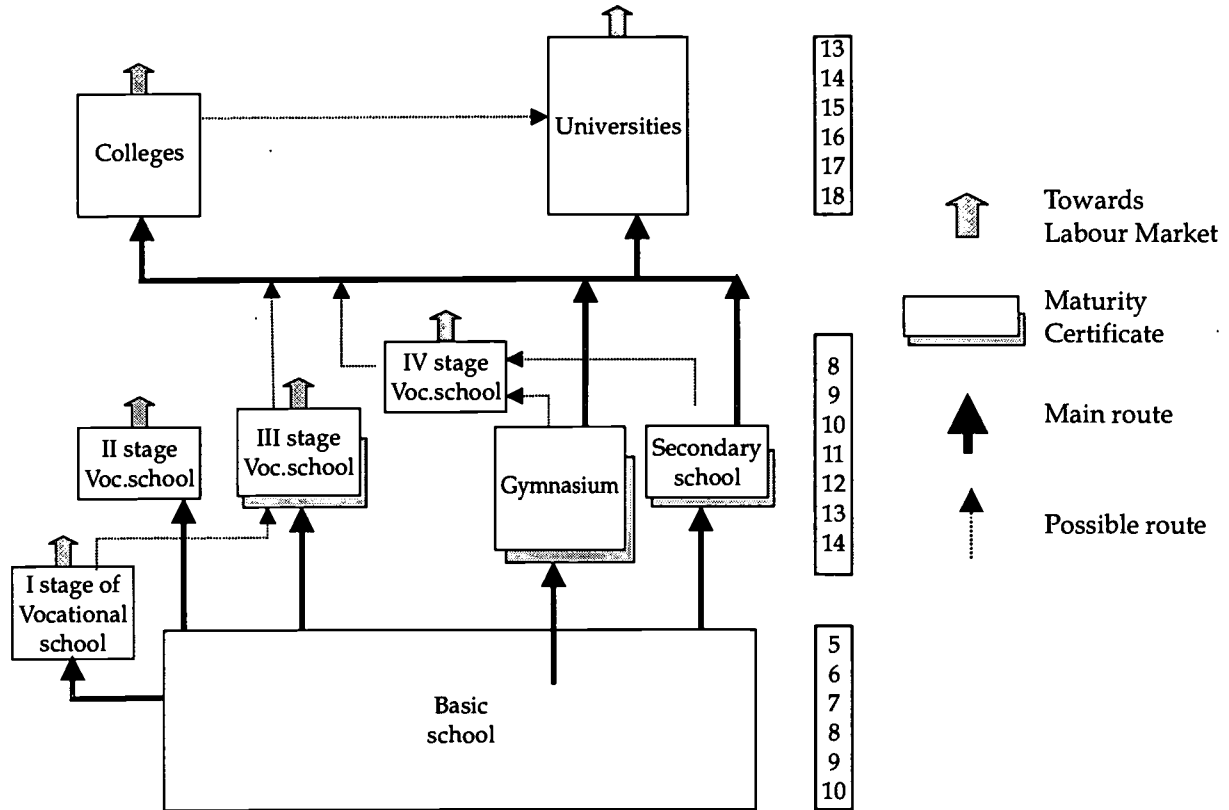 Colleges
Universities
13
14
15
16
17
18
Towards
Labour Market
Maturity
Certificate
Main route
Possible route
IV stage
Voc.school
II stage
Voc.school
III stage
Voc.school
Gymnasium
Secondary
school
8
9
10
11
12
13
14
I stage of
Vocational
school
Basic
school
5
6
7
8
9
10